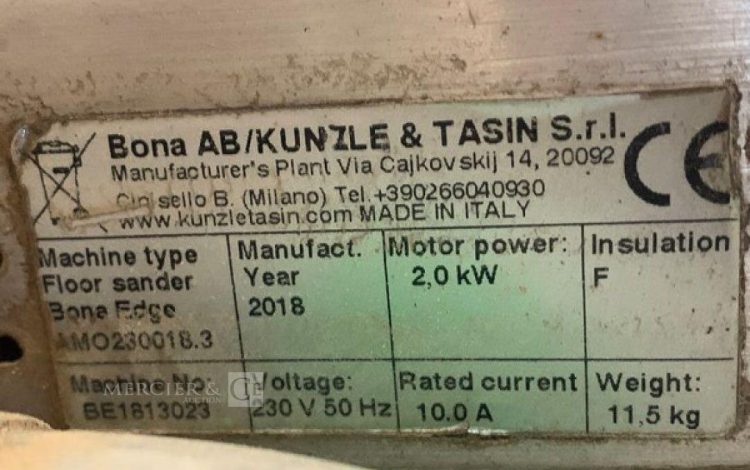 Bona AB/KUNZLE & TASIN S.r.l.
Manufacturer's Plant Via Cajkovskij 14, 20092
Cinisello B. (Milano) Tel.+390266040930
www.kunzletasin.com MADE IN ITALY
CE
Machine type
Floor sander
Bona Edge
AMO230018.3
Manufact.
Year
2018
Motor power:
2,0 kW
Insulation
F
Machine No:
BE1813023
Voltage:
230 V 50 Hz
Rated current
10.0 A
Weight:
11,5 kg
MERCIER & C
AUCTION